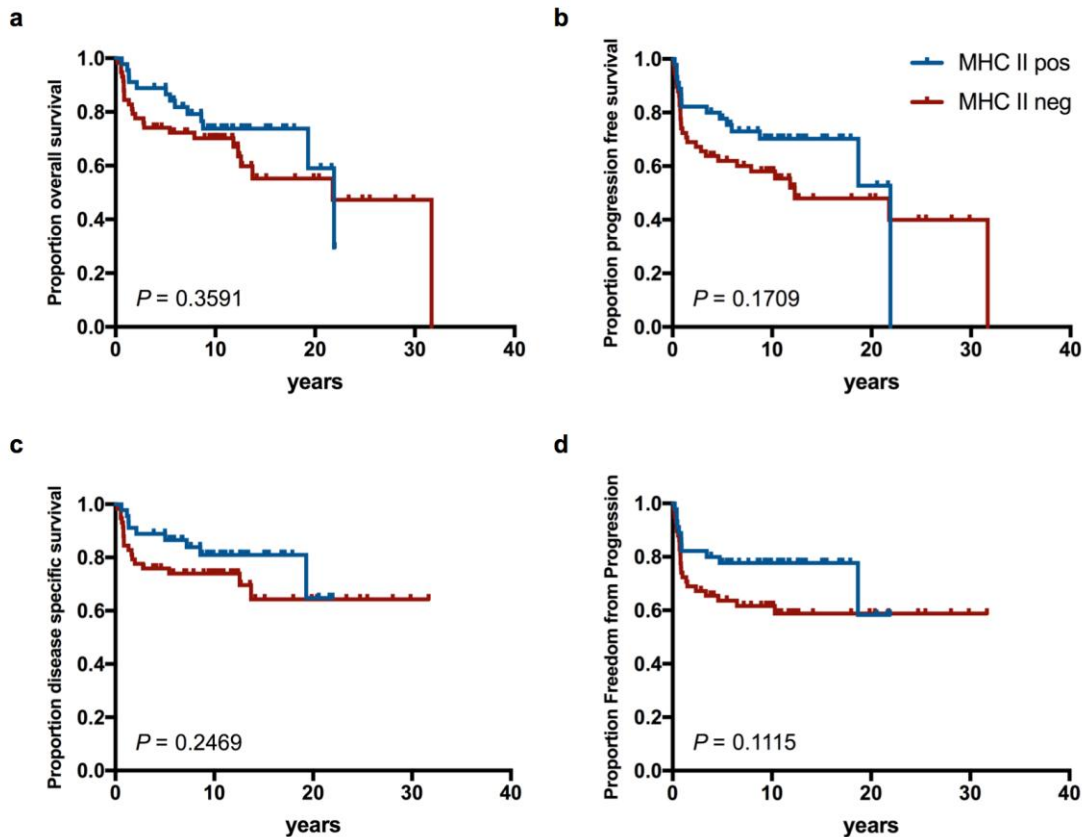 a
Proportion overall survival
1.0
0.8
0.6
0.4
0.2
0.0
P = 0.3591
0 10 20 30 40
years
b
Proportion progression free survival
1.0
0.8
0.6
0.4
0.2
0.0
MHC II pos
MHC II neg
P = 0.1709
0 10 20 30 40
years
c
Proportion disease specific survival
1.0
0.8
0.6
0.4
0.2
0.0
P = 0.2469
0 10 20 30 40
years
d
Proportion Freedom from Progression
1.0
0.8
0.6
0.4
0.2
0.0
P = 0.1115
0 10 20 30 40
years